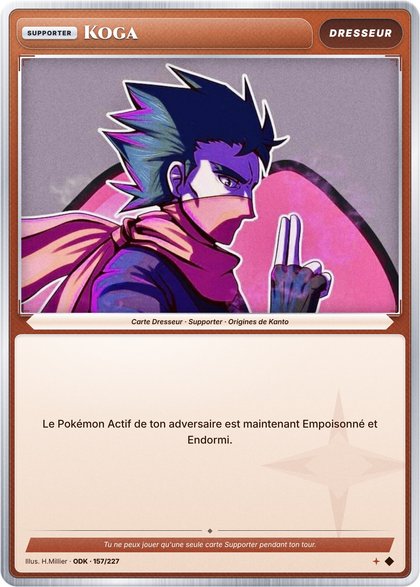 SUPPORTER KOGA DRESSEUR
Carte Dresseur · Supporter · Origines de Kanto
Le Pokémon Actif de ton adversaire est maintenant Empoisonné et
Endormi.
Tu ne peux jouer qu'une seule carte Supporter pendant ton tour.
Illus. H.Millier · ODK · 157/227